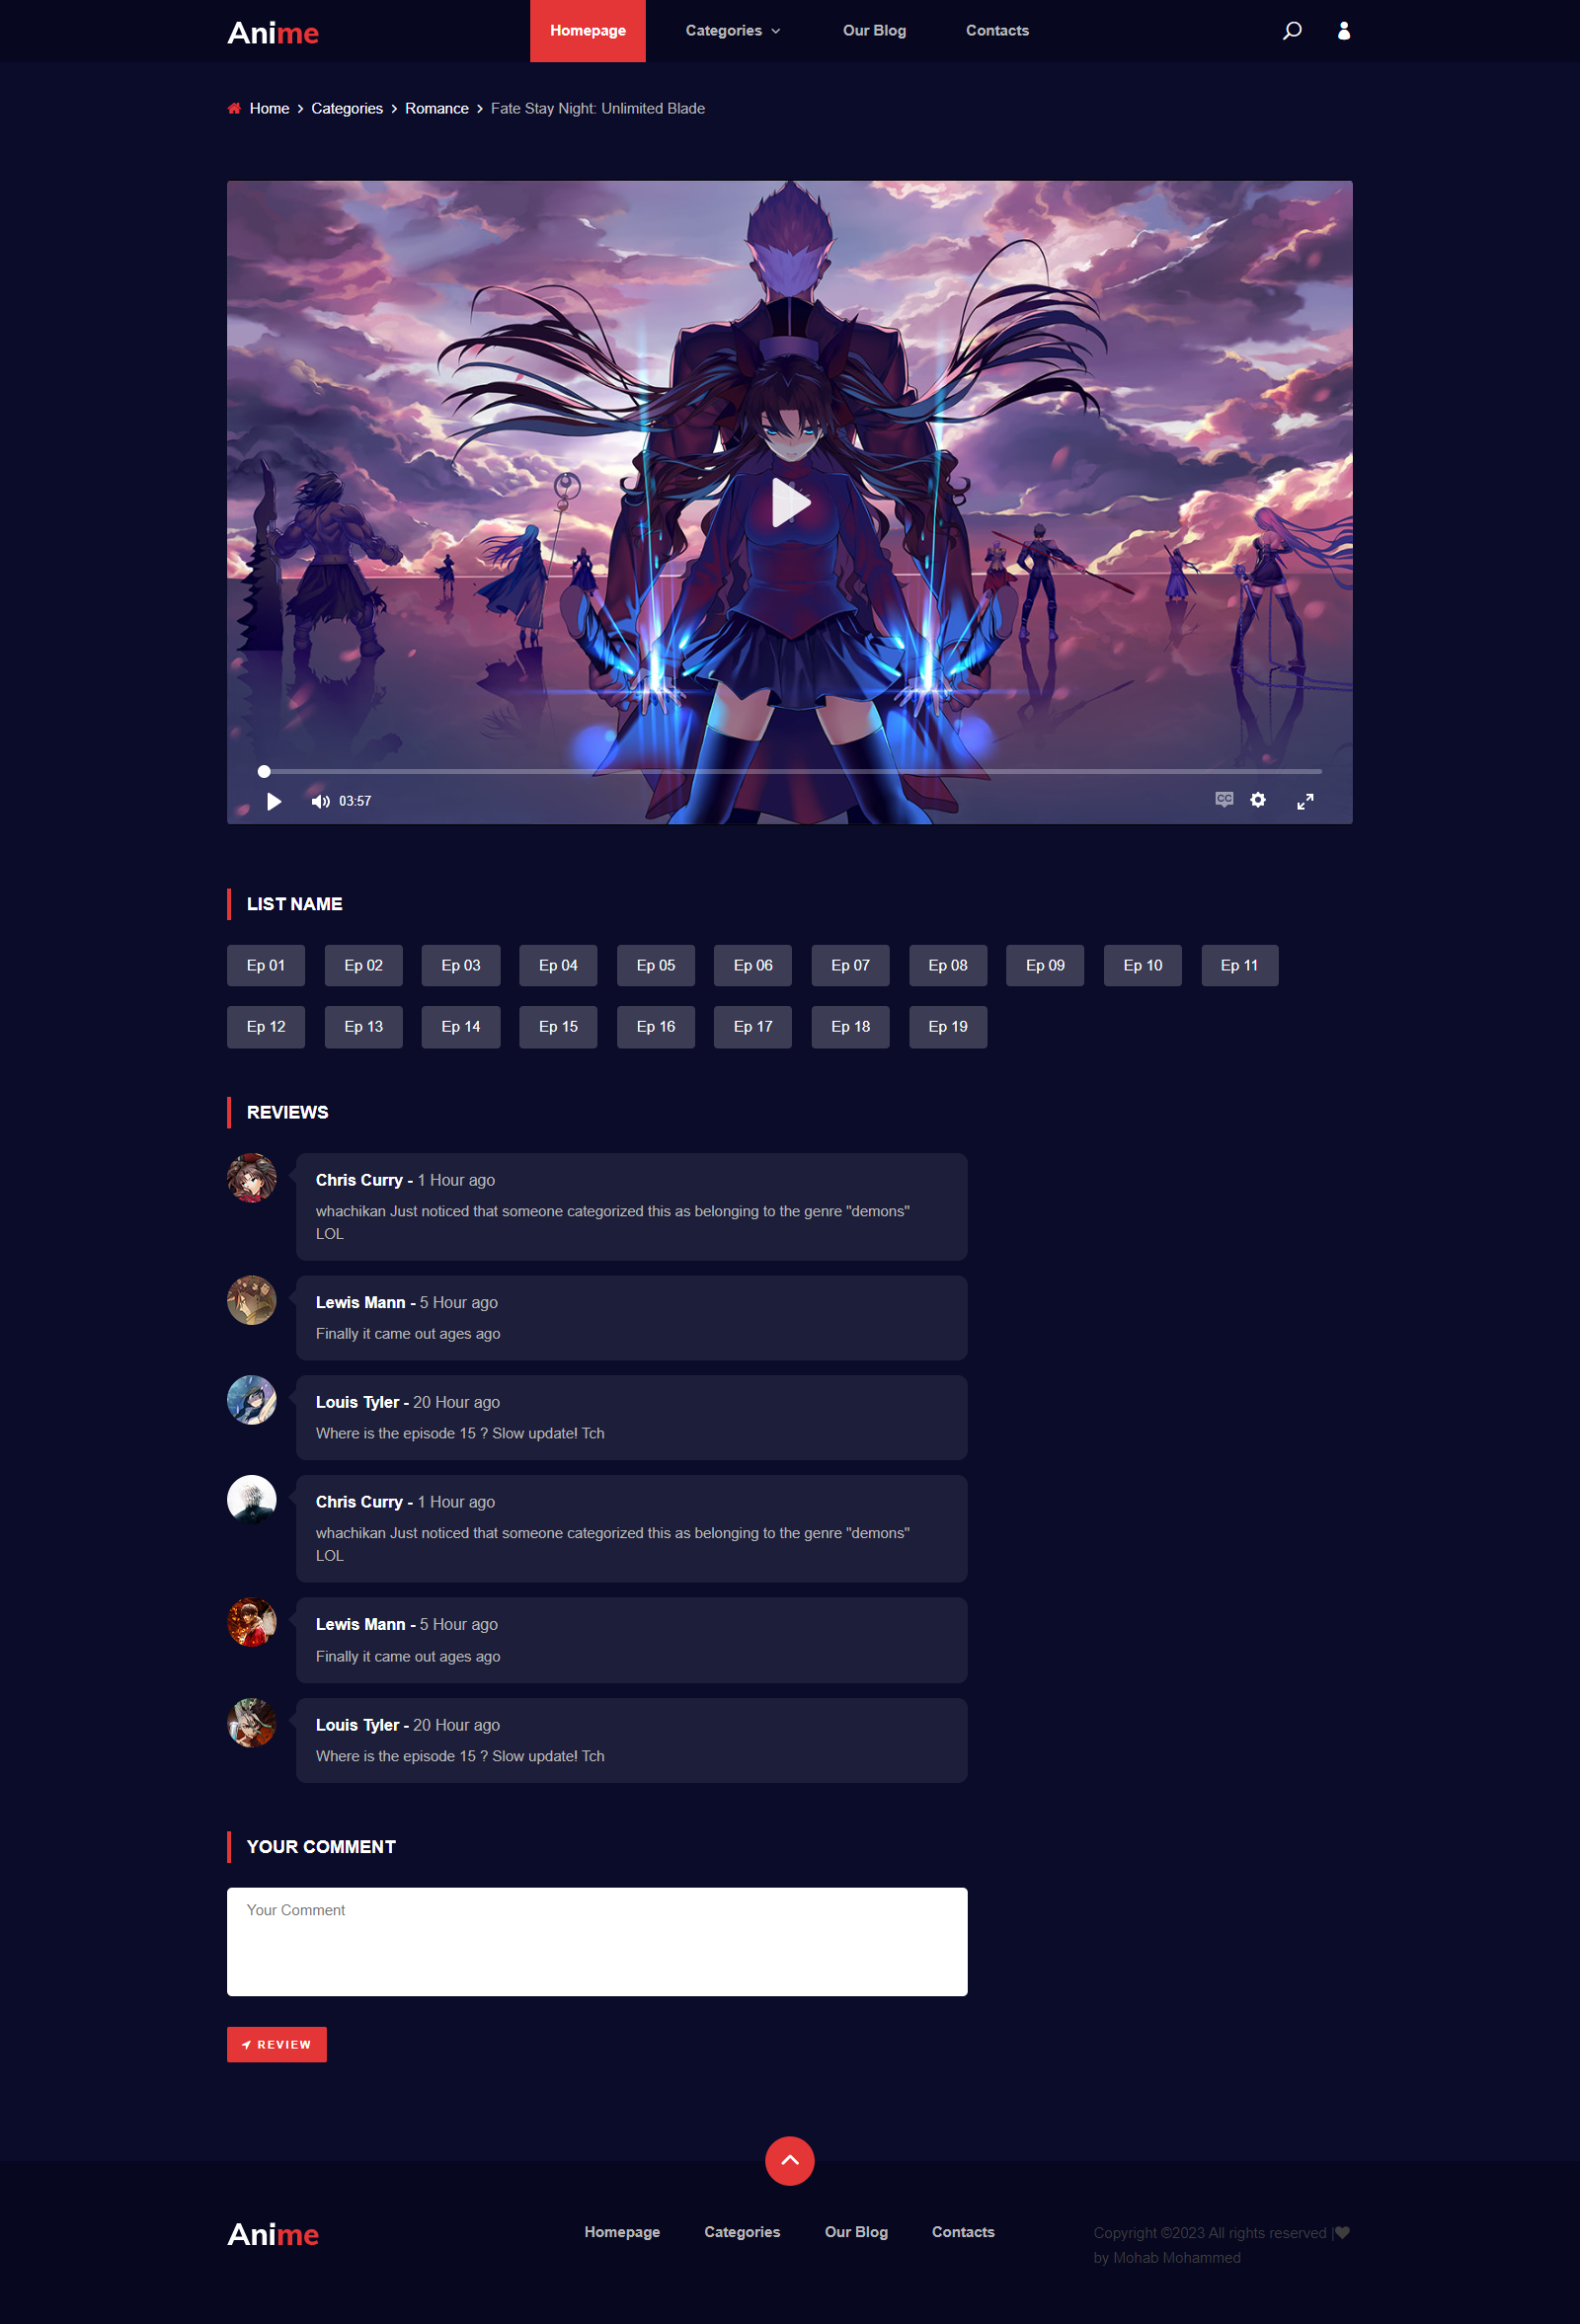 Anime
Homepage Categories Our Blog Contacts
Home Categories Romance Fate Stay Night: Unlimited Blade
03:57
CC
LIST NAME
Ep 01 Ep 02 Ep 03 Ep 04 Ep 05 Ep 06 Ep 07 Ep 08 Ep 09 Ep 10 Ep 11
Ep 12 Ep 13 Ep 14 Ep 15 Ep 16 Ep 17 Ep 18 Ep 19
REVIEWS
Chris Curry - 1 Hour ago
whachikan Just noticed that someone categorized this as belonging to the genre "demons"
LOL
Lewis Mann - 5 Hour ago
Finally it came out ages ago
Louis Tyler - 20 Hour ago
Where is the episode 15 ? Slow update! Tch
Chris Curry - 1 Hour ago
whachikan Just noticed that someone categorized this as belonging to the genre "demons"
LOL
Lewis Mann - 5 Hour ago
Finally it came out ages ago
Louis Tyler - 20 Hour ago
Where is the episode 15 ? Slow update! Tch
YOUR COMMENT
Your Comment
REVIEW
Anime
Homepage Categories Our Blog Contacts
Copyright ©2023 All rights reserved |
by Mohab Mohammed